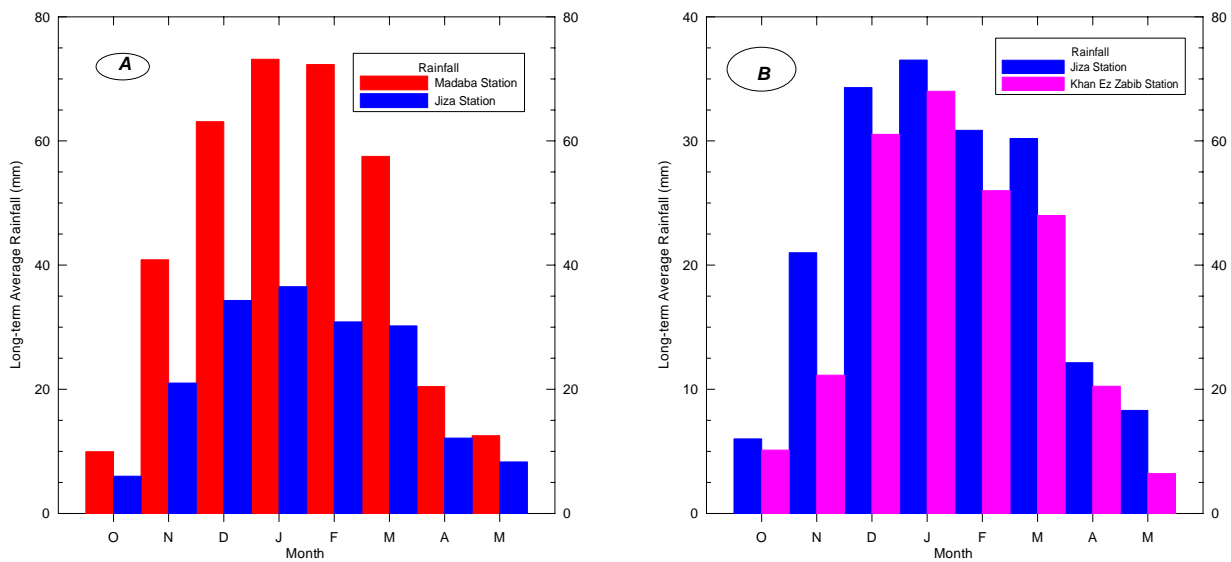 A
Rainfall
Madaba Station
Jiza Station
80
60
40
20
0
80
60
40
20
0
Long-term Average Rainfall (mm)
O N D J F M A M
Month
B
Rainfall
Jiza Station
Khan Ez Zabib Station
40
30
20
10
0
80
60
40
20
0
Long-term Average Rainfall (mm)
O N D J F M A M
Month